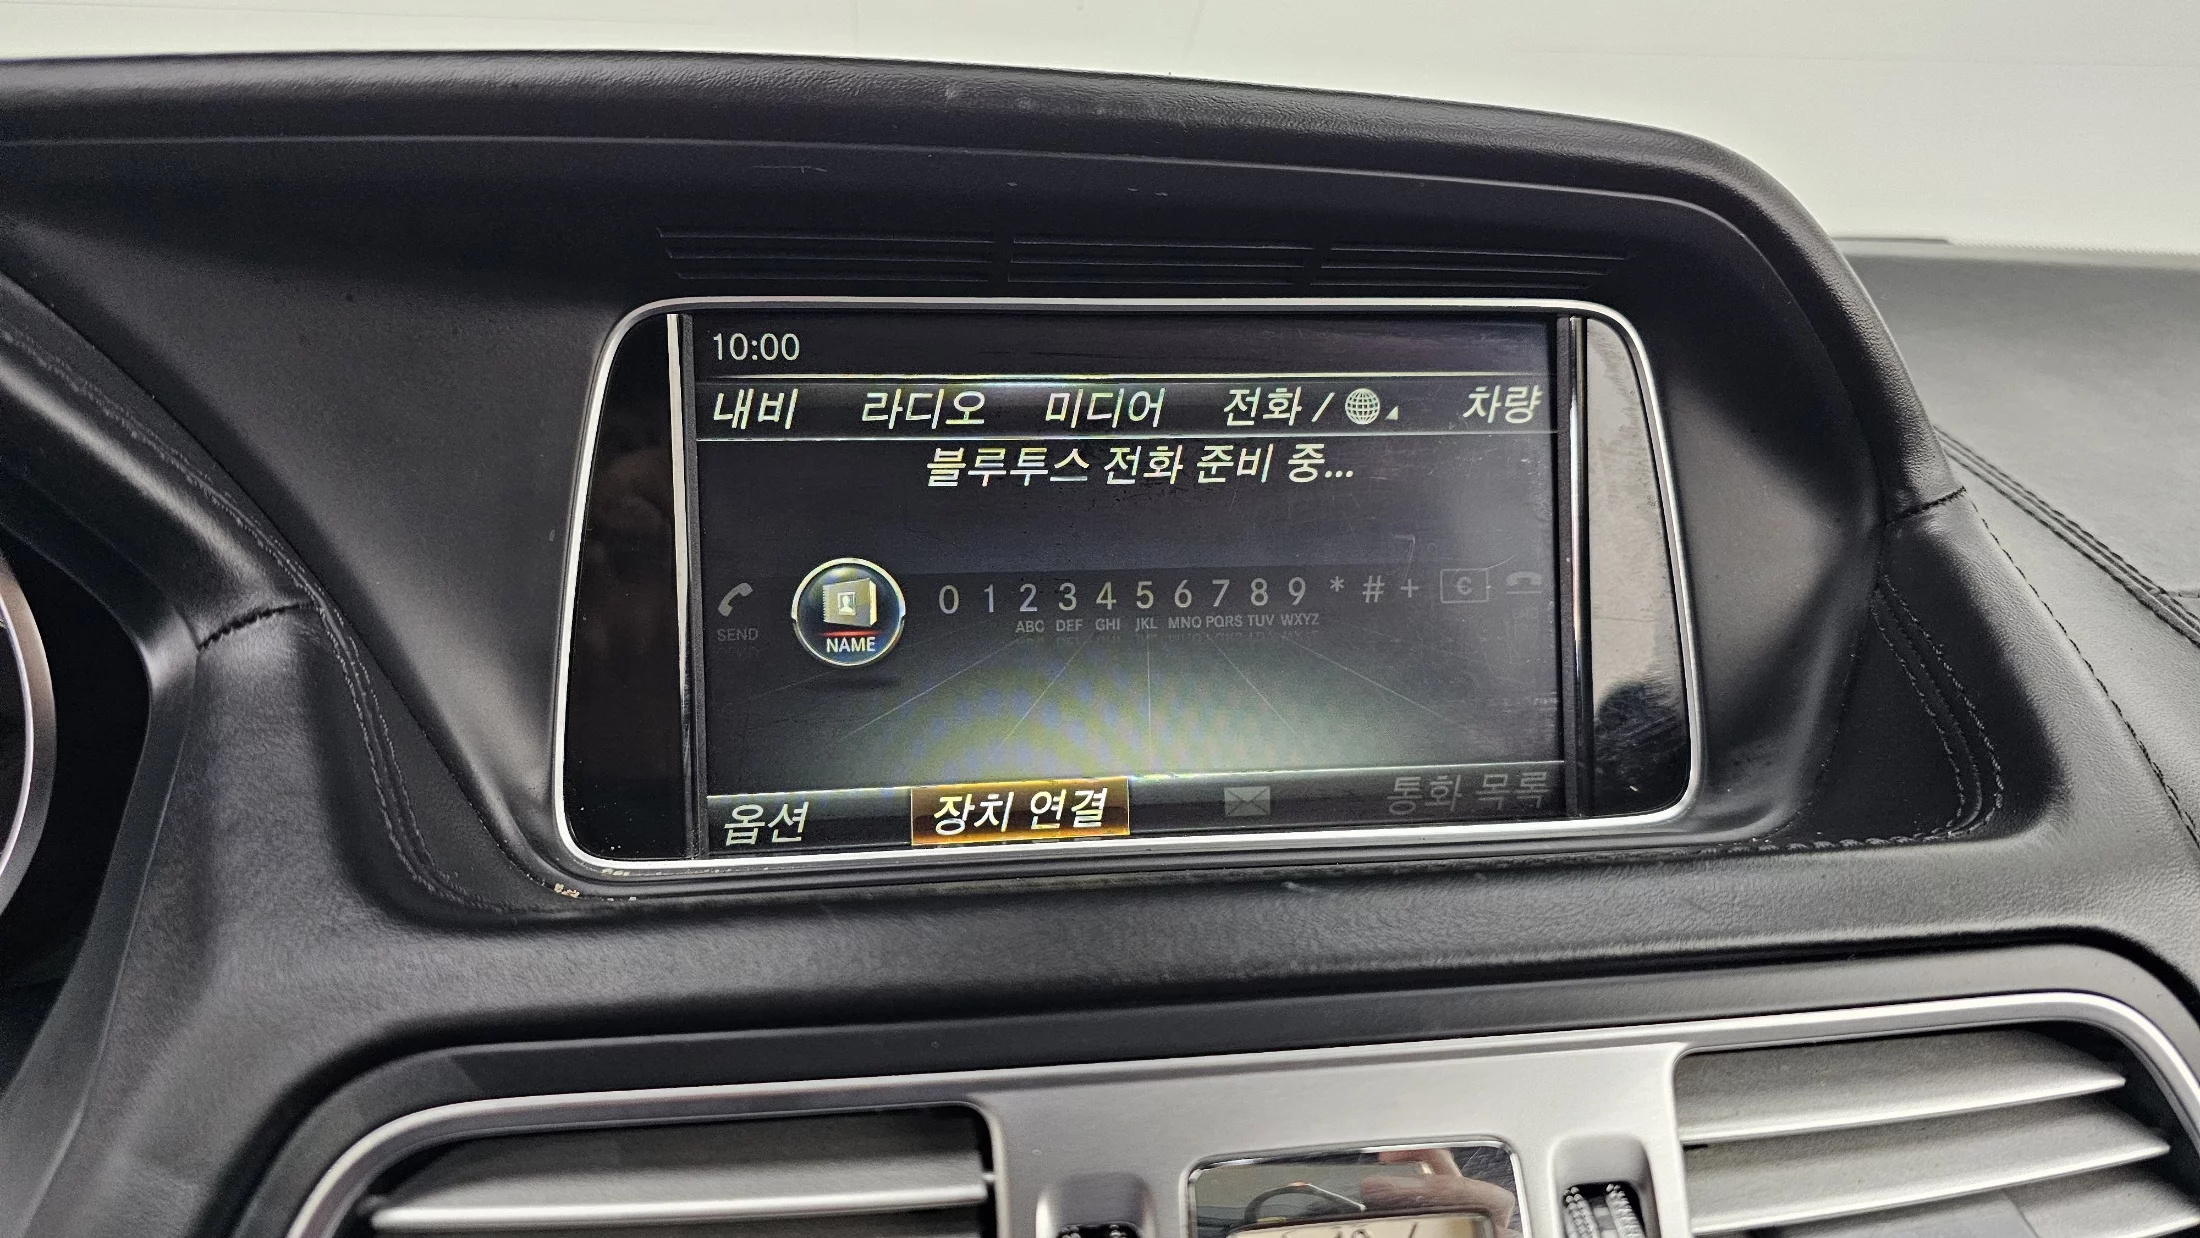 10:00
내비 라디오 미디어 전화 / 차량
블루투스 전화 준비 중...
SEND NAME 0 1 2 3 4 5 6 7 8 9 * # + C
ABC DEF GHI JKL MNO PQRS TUV WXYZ
옵션 장치 연결 통화 목록